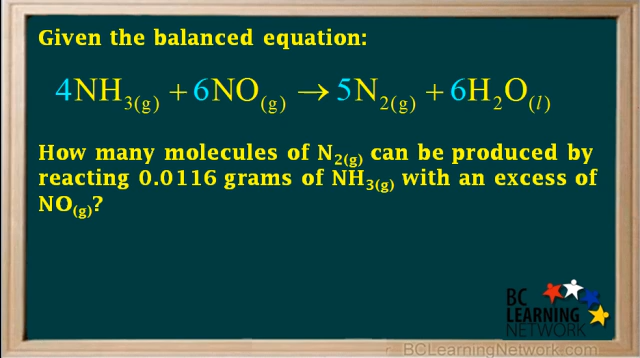 Given the balanced equation:
4NH₃(g) + 6NO(g) → 5N₂(g) + 6H₂O(l)
How many molecules of N₂(g) can be produced by
reacting 0.0116 grams of NH₃(g) with an excess of
NO(g)?
BC
LEARNING
NETWORK
BCLearningNetwork.com